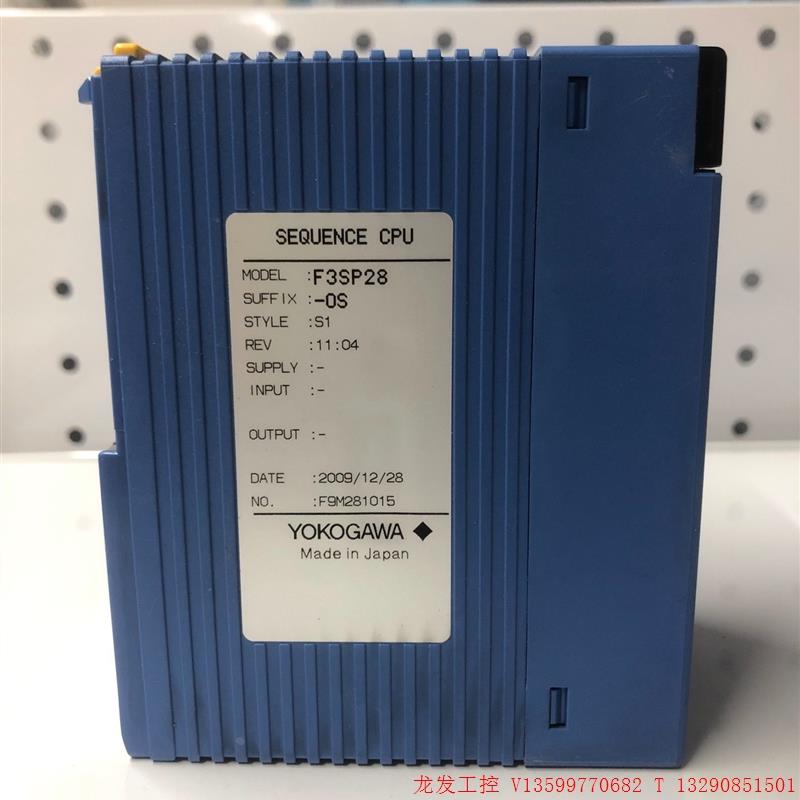 SEQUENCE CPU
MODEL :F3SP28
SUFFIX :-0S
STYLE :S1
REV :11:04
SUPPLY :-
INPUT :-
OUTPUT :-
DATE :2009/12/28
NO. :F9M281015
YOKOGAWA
Made in Japan
龙发工控 V13599770682 T 13290851501